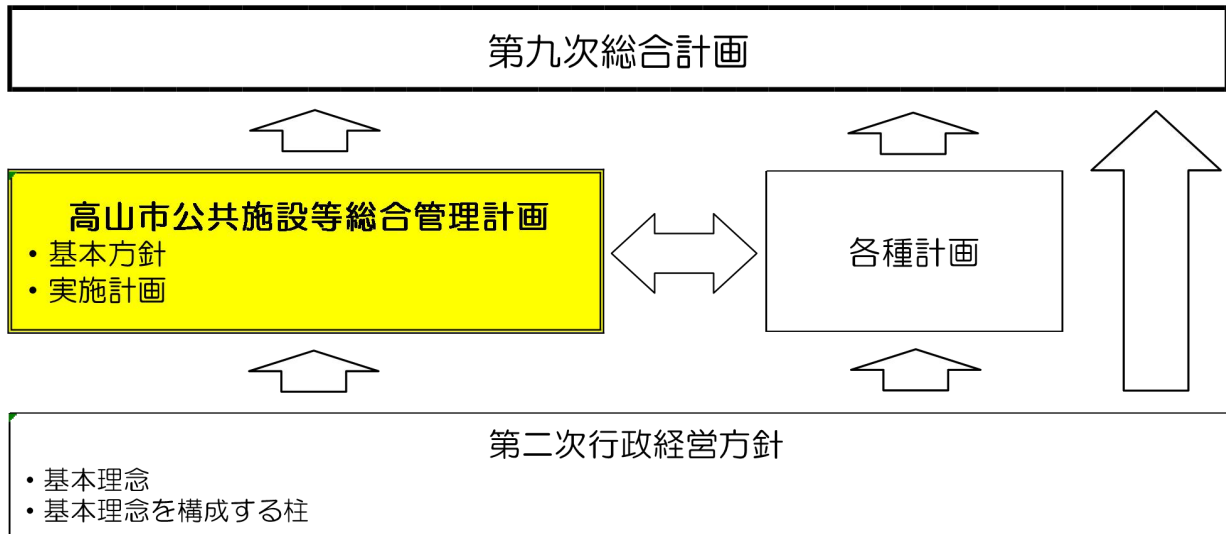 第九次総合計画
高山市公共施設等総合管理計画
・基本方針
・実施計画
各種計画
第二次行政経営方針
・基本理念
・基本理念を構成する柱